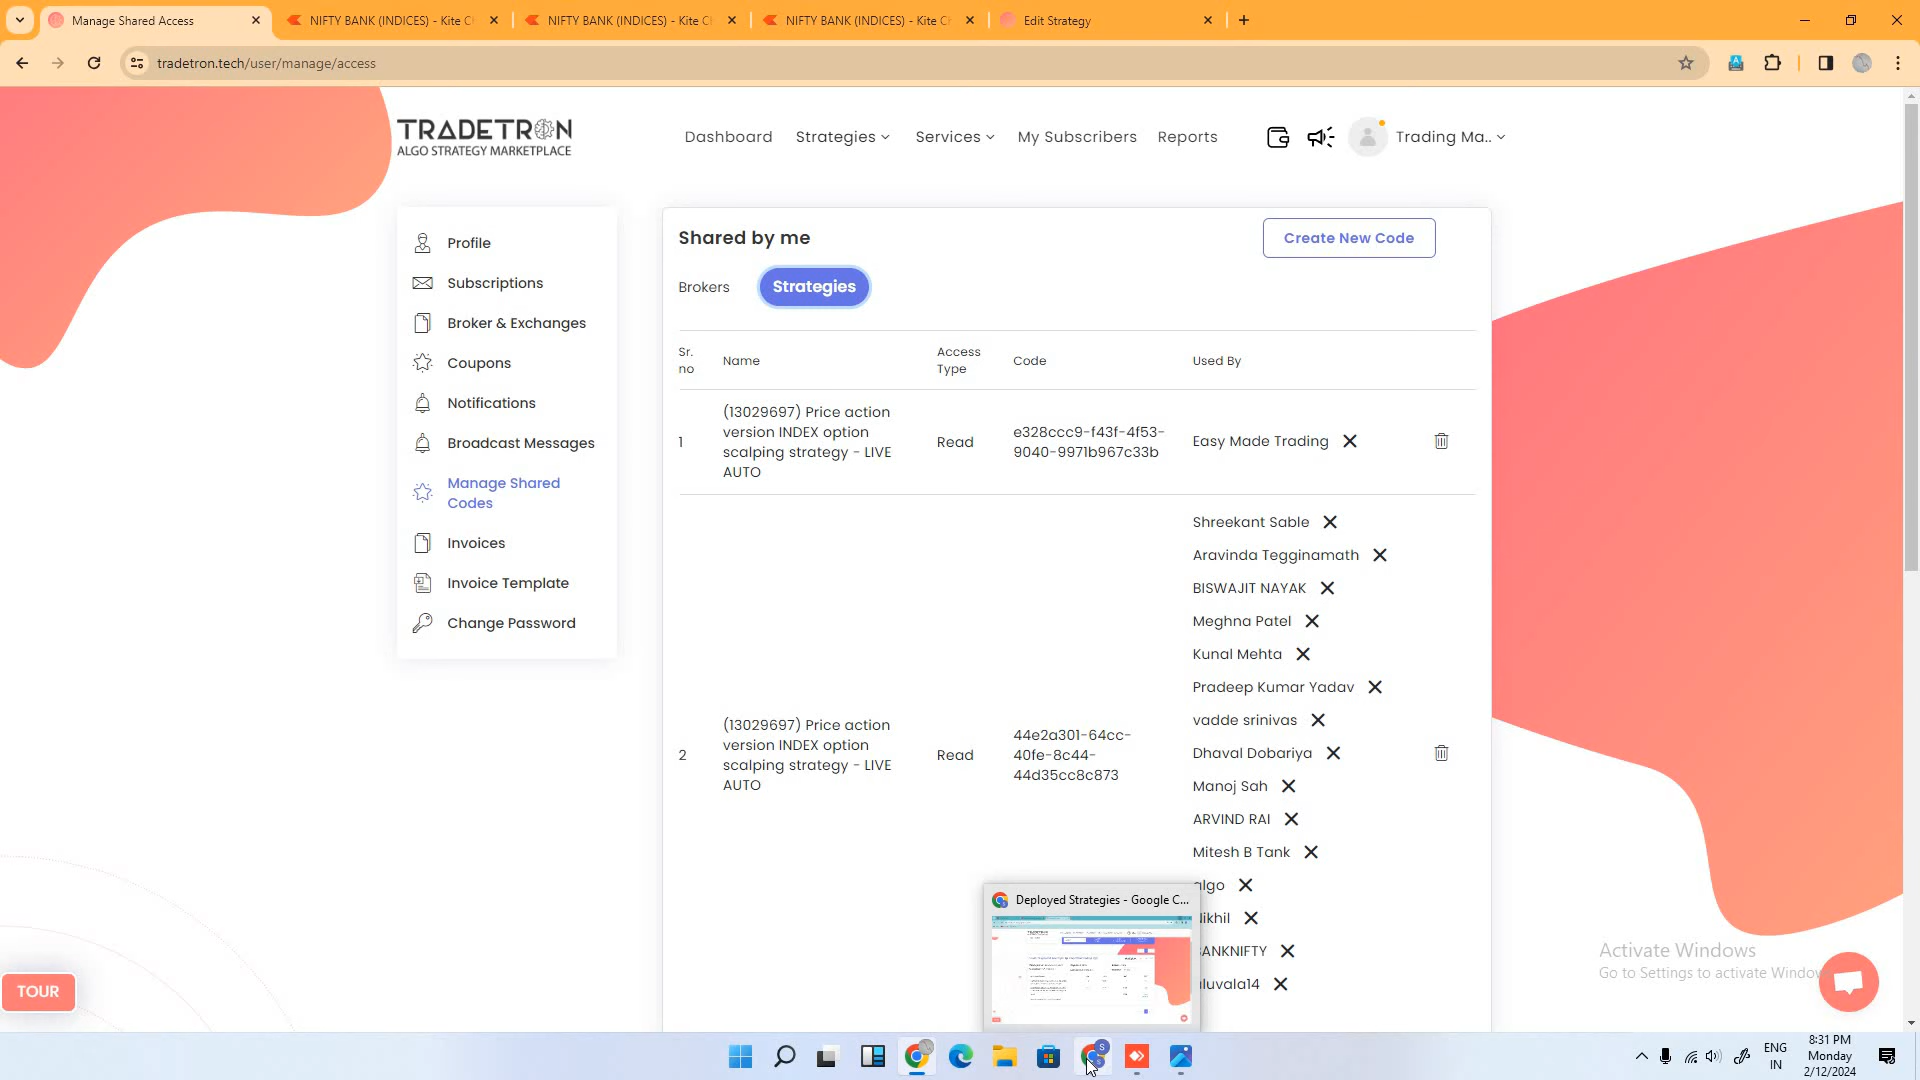 Manage Shared Access
NIFTY BANK (INDICES) - Kite C
NIFTY BANK (INDICES) - Kite C
NIFTY BANK (INDICES) - Kite C
Edit Strategy
tradetron.tech/user/manage/access
TRADETRON
ALGO STRATEGY MARKETPLACE
Dashboard
Strategies
Services
My Subscribers
Reports
Trading Ma..
Profile
Subscriptions
Broker & Exchanges
Coupons
Notifications
Broadcast Messages
Manage Shared
Codes
Invoices
Invoice Template
Change Password
Shared by me
Create New Code
Brokers
Strategies
Sr.
no
Name
Access
Type
Code
Used By
1
(13029697) Price action
version INDEX option
scalping strategy - LIVE
AUTO
Read
e328ccc9-f43f-4f53-
9040-9971b967c33b
Easy Made Trading
2
(13029697) Price action
version INDEX option
scalping strategy - LIVE
AUTO
Read
44e2a301-64cc-
40fe-8c44-
44d35cc8c873
Shreekant Sable
Aravinda Tegginamath
BISWAJIT NAYAK
Meghna Patel
Kunal Mehta
Pradeep Kumar Yadav
vadde srinivas
Dhaval Dobariya
Manoj Sah
ARVIND RAI
Mitesh B Tank
algo
Nikhil
BANKNIFTY
Deployed Strategies - Google C...
TOUR
Activate Windows
Go to Settings to activate Window
S
ENG
IN
8:31 PM
Monday
2/12/2024